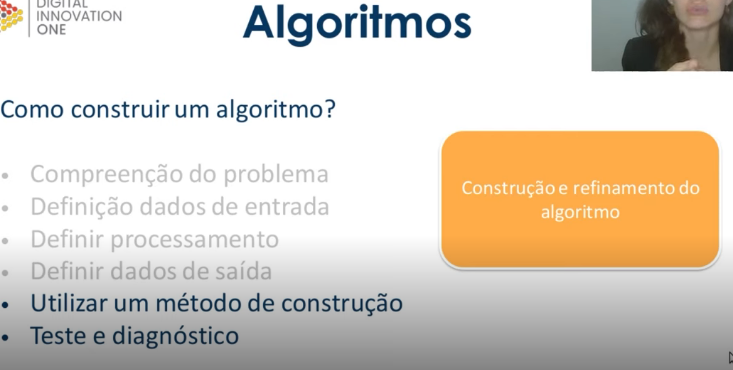 DIGITAL
INNOVATION
ONE
Algoritmos
Como construir um algoritmo?
• Compreenção do problema
• Definição dados de entrada
• Definir processamento
• Definir dados de saída
• Utilizar um método de construção
• Teste e diagnóstico
Construção e refinamento do
algoritmo